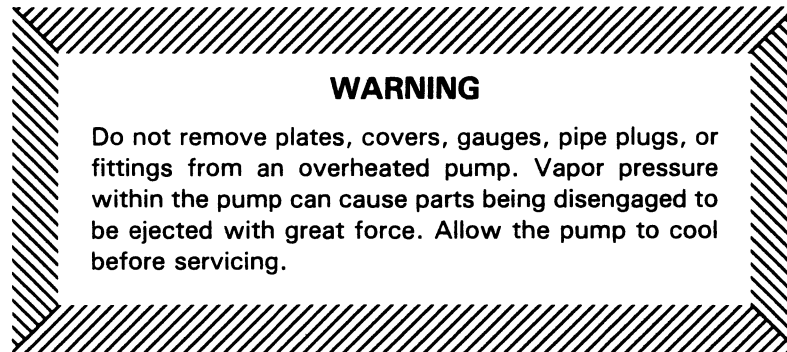 WARNING
Do not remove plates, covers, gauges, pipe plugs, or
fittings from an overheated pump. Vapor pressure
within the pump can cause parts being disengaged to
be ejected with great force. Allow the pump to cool
before servicing.